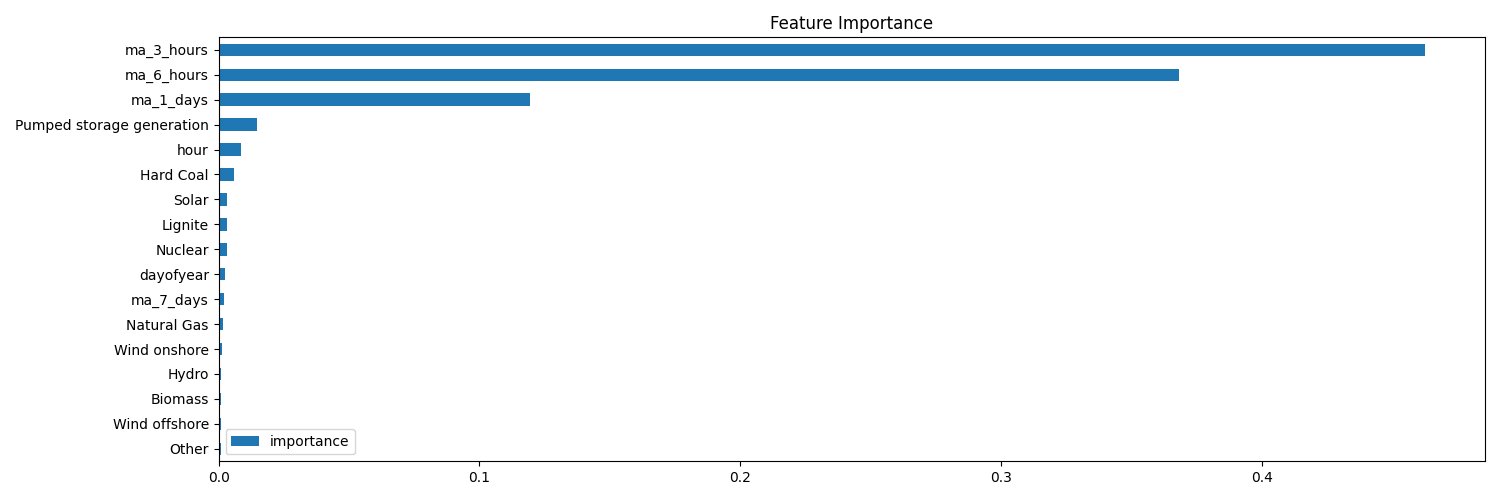 Feature Importance
ma_3_hours
ma_6_hours
ma_1_days
Pumped storage generation
hour
Hard Coal
Solar
Lignite
Nuclear
dayofyear
ma_7_days
Natural Gas
Wind onshore
Hydro
Biomass
Wind offshore
Other
importance
0.0 0.1 0.2 0.3 0.4